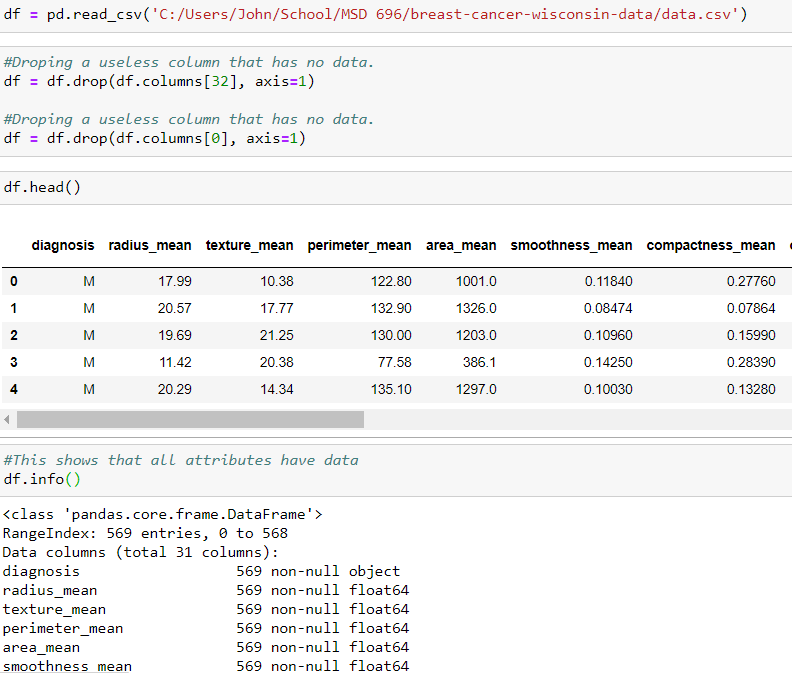 df = pd.read_csv('C:/Users/John/School/MSD 696/breast-cancer-wisconsin-data/data.csv')
#Droping a useless column that has no data.
df = df.drop(df.columns[32], axis=1)
#Droping a useless column that has no data.
df = df.drop(df.columns[0], axis=1)
df.head()
diagnosis radius_mean texture_mean perimeter_mean area_mean smoothness_mean compactness_mean
0 M 17.99 10.38 122.80 1001.0 0.11840 0.27760
1 M 20.57 17.77 132.90 1326.0 0.08474 0.07864
2 M 19.69 21.25 130.00 1203.0 0.10960 0.15990
3 M 11.42 20.38 77.58 386.1 0.14250 0.28390
4 M 20.29 14.34 135.10 1297.0 0.10030 0.13280
#This shows that all attributes have data
df.info()
<class 'pandas.core.frame.DataFrame'>
RangeIndex: 569 entries, 0 to 568
Data columns (total 31 columns):
diagnosis 569 non-null object
radius_mean 569 non-null float64
texture_mean 569 non-null float64
perimeter_mean 569 non-null float64
area_mean 569 non-null float64
smoothness_mean 569 non-null float64